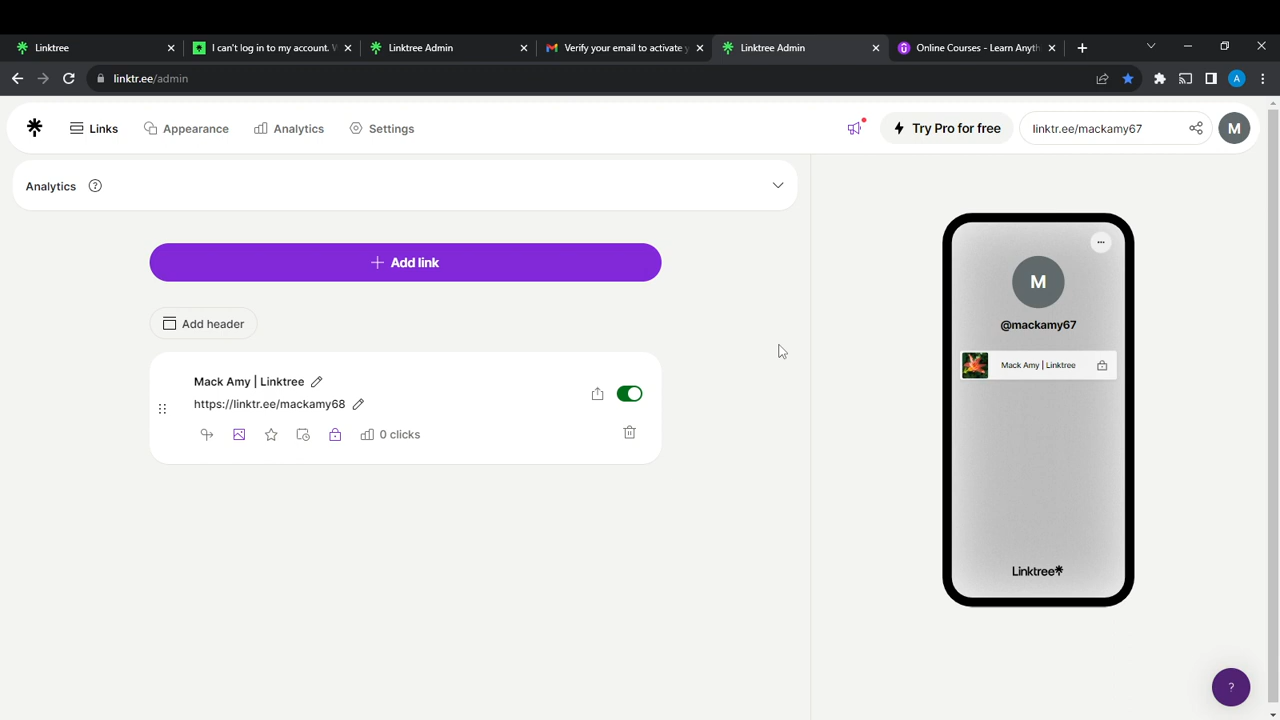 Linktree
I can't log in to my account. W
Linktree Admin
Verify your email to activate y
Linktree Admin
Online Courses - Learn Anyth
linktr.ee/admin
A
Links
Appearance
Analytics
Settings
Try Pro for free
linktr.ee/mackamy67
M
Analytics ?
Add link
Add header
Mack Amy | Linktree
https://linktr.ee/mackamy68
0 clicks
M
@mackamy67
Mack Amy | Linktree
Linktree
?